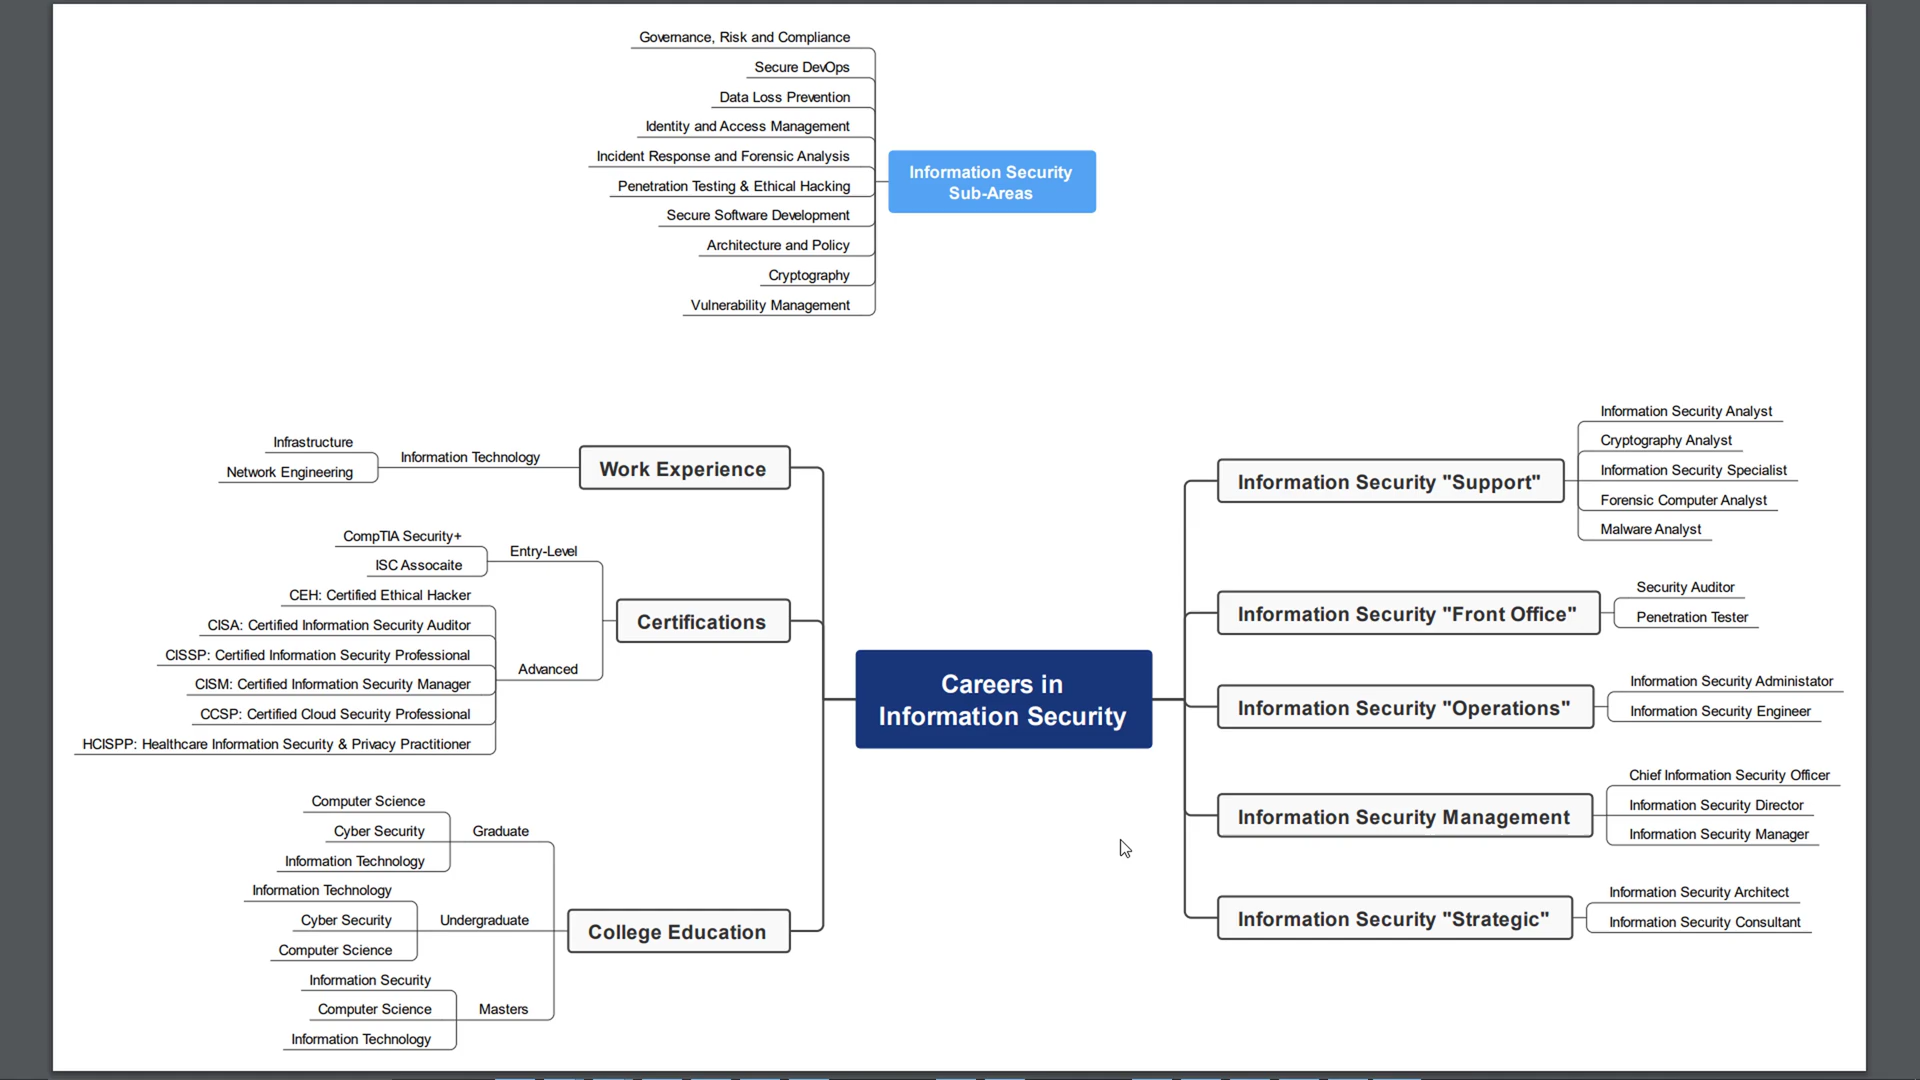 Governance, Risk and Compliance
Secure DevOps
Data Loss Prevention
Identity and Access Management
Incident Response and Forensic Analysis
Penetration Testing & Ethical Hacking
Secure Software Development
Architecture and Policy
Cryptography
Vulnerability Management
Information Security
Sub-Areas
Infrastructure
Network Engineering
Information Technology
Work Experience
CompTIA Security+
ISC Assocaite
Entry-Level
CEH: Certified Ethical Hacker
CISA: Certified Information Security Auditor
CISSP: Certified Information Security Professional
CISM: Certified Information Security Manager
CCSP: Certified Cloud Security Professional
HCISPP: Healthcare Information Security & Privacy Practitioner
Advanced
Certifications
Computer Science
Cyber Security
Information Technology
Graduate
Information Technology
Cyber Security
Computer Science
Undergraduate
Information Security
Computer Science
Information Technology
Masters
College Education
Careers in
Information Security
Information Security "Support"
Information Security Analyst
Cryptography Analyst
Information Security Specialist
Forensic Computer Analyst
Malware Analyst
Information Security "Front Office"
Security Auditor
Penetration Tester
Information Security "Operations"
Information Security Administator
Information Security Engineer
Information Security Management
Chief Information Security Officer
Information Security Director
Information Security Manager
Information Security "Strategic"
Information Security Architect
Information Security Consultant